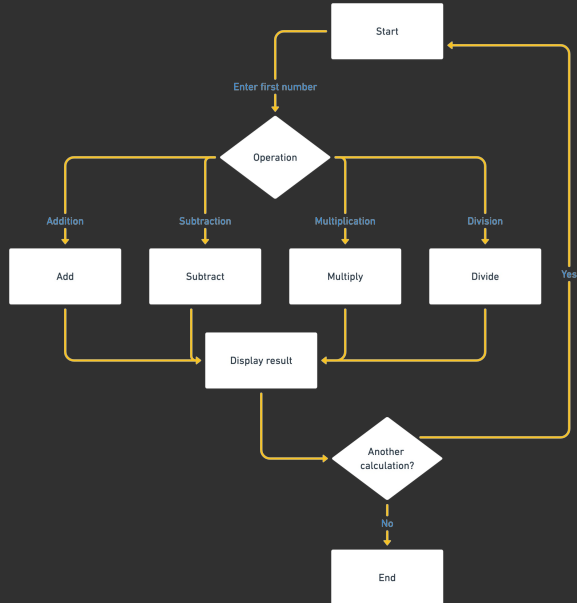 Start
Enter first number
Operation
Addition
Subtraction
Multiplication
Division
Add
Subtract
Multiply
Divide
Yes
Display result
Another
calculation?
No
End